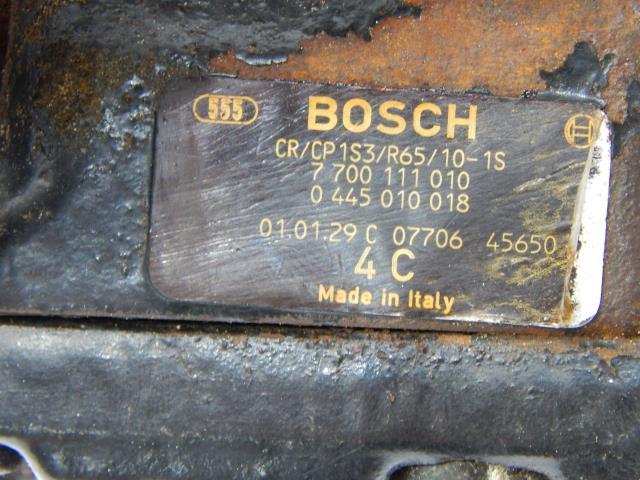 555 BOSCH
CR/CP1S3/R65/10-1S
7 700 111 010
0 445 010 018
01.01.29 C 07706 45650
4 C
Made in Italy